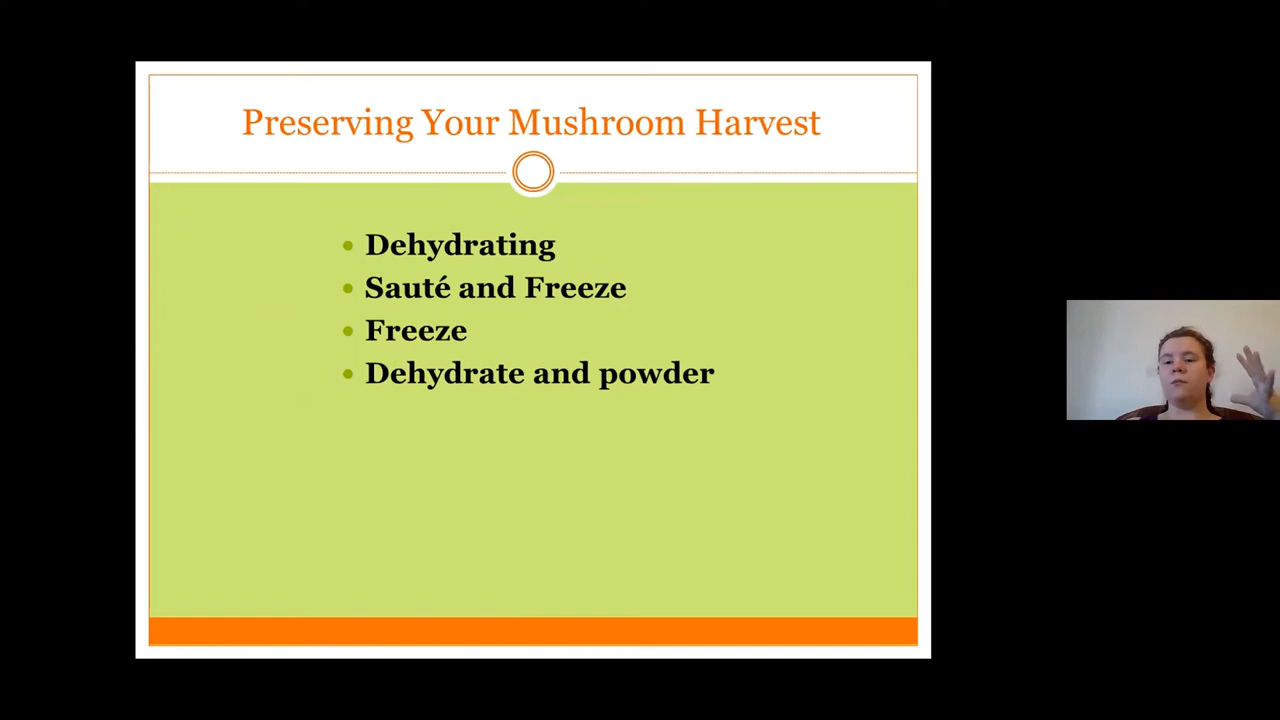 Preserving Your Mushroom Harvest
Dehydrating
Sauté and Freeze
Freeze
Dehydrate and powder